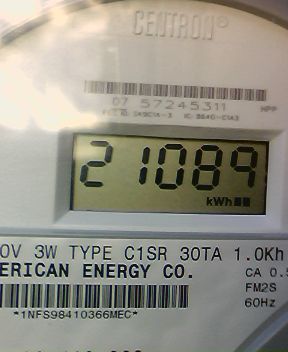 CENTRON®
07 57245311 HPP
21089
kWh
0V 3W TYPE C1SR 30TA 1.0Kh
ERICAN ENERGY CO.
CA 0.5
FM2S
60Hz
*1NFS98410366MEC*